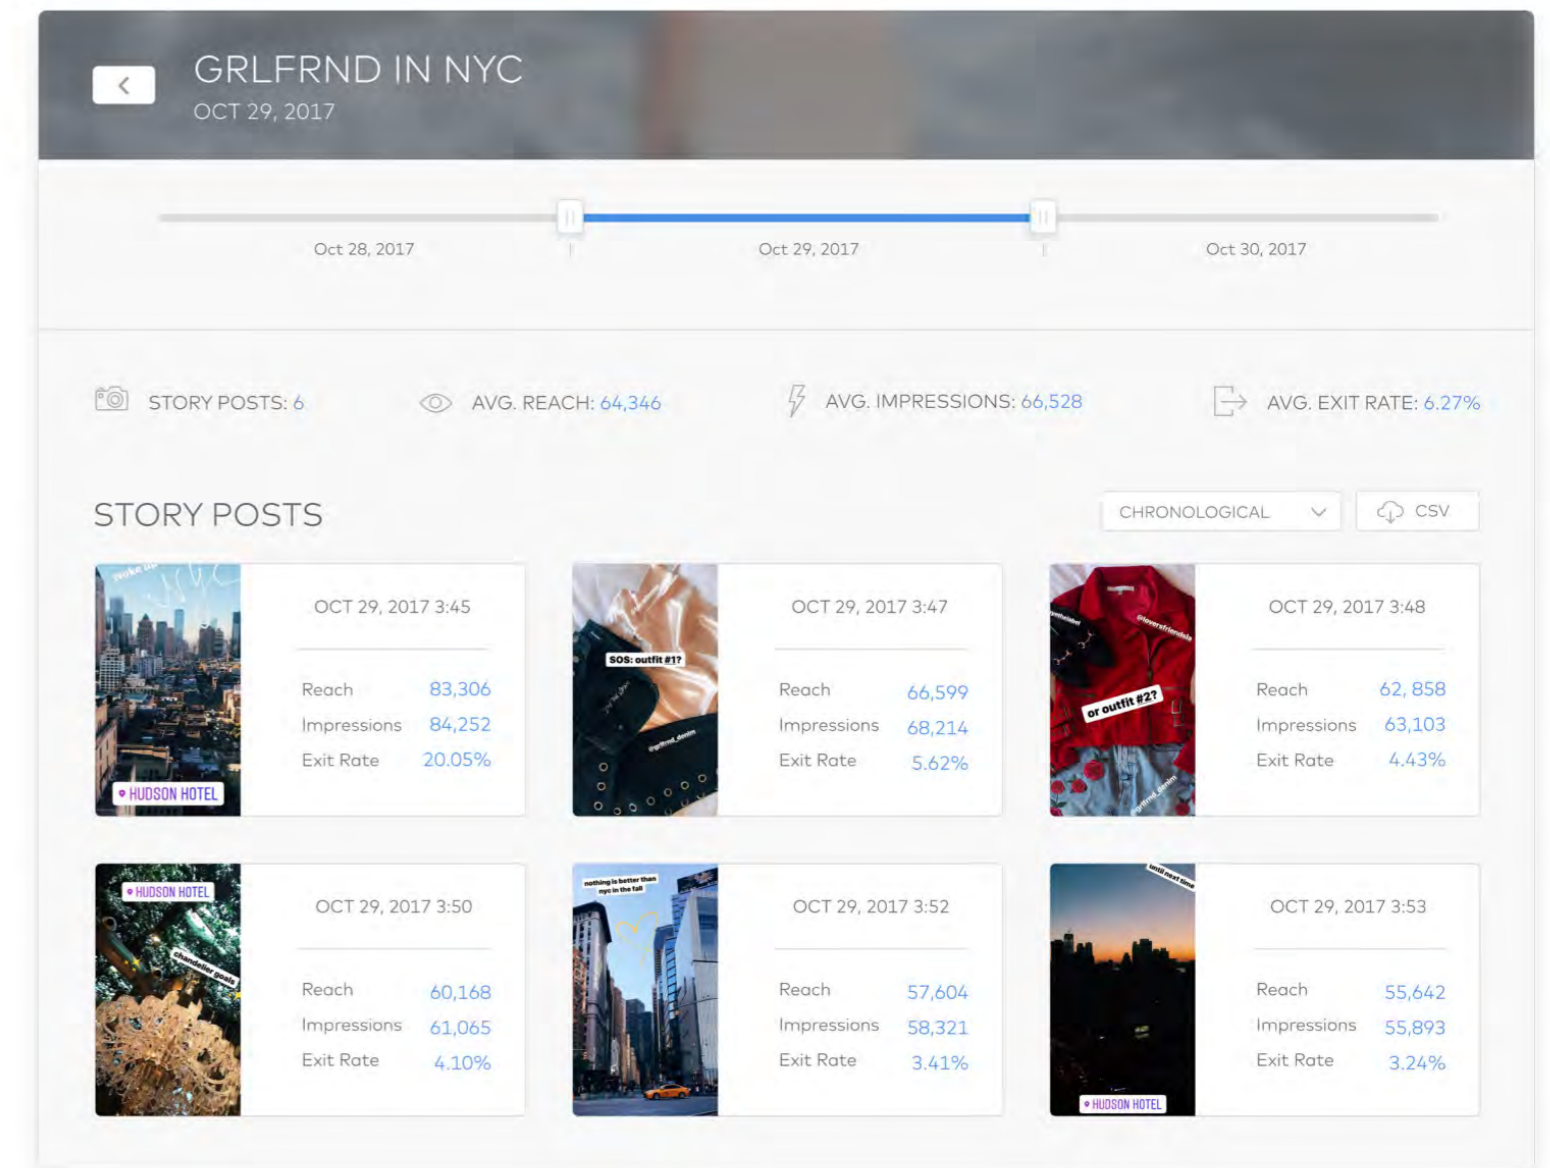 GRLFRND IN NYC
OCT 29, 2017
Oct 28, 2017
Oct 29, 2017
Oct 30, 2017
STORY POSTS: 6
AVG. REACH: 64,346
AVG. IMPRESSIONS: 66,528
AVG. EXIT RATE: 6.27%
STORY POSTS
CHRONOLOGICAL
CSV
woke up
NYC
HUDSON HOTEL
OCT 29, 2017 3:45
Reach 83,306
Impressions 84,252
Exit Rate 20.05%
SOS: outfit #1?
@grlfrnd_denim
OCT 29, 2017 3:47
Reach 66,599
Impressions 68,214
Exit Rate 5.62%
@loversfriendsla
or outfit #2?
@grlfrnd_denim
OCT 29, 2017 3:48
Reach 62, 858
Impressions 63,103
Exit Rate 4.43%
HUDSON HOTEL
chandelier goals
OCT 29, 2017 3:50
Reach 60,168
Impressions 61,065
Exit Rate 4.10%
nothing is better than
nyc in the fall
OCT 29, 2017 3:52
Reach 57,604
Impressions 58,321
Exit Rate 3.41%
until next time
HUDSON HOTEL
OCT 29, 2017 3:53
Reach 55,642
Impressions 55,893
Exit Rate 3.24%